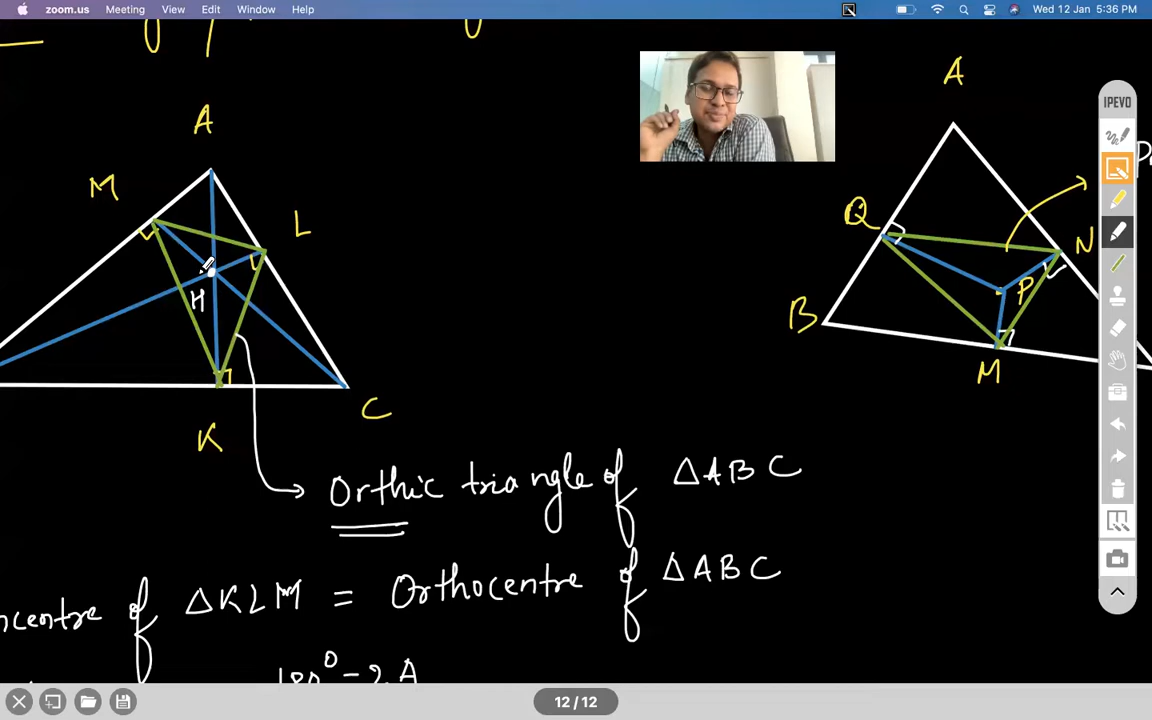 zoom.us Meeting View Edit Window Help Wed 12 Jan 5:36 PM
A
A
IPEVO
M
L
Q
N
H
P
B
M
K
C
Orthic triangle of ΔABC
of ΔKLM = Orthocentre of ΔABC
180° - 2A
12/12